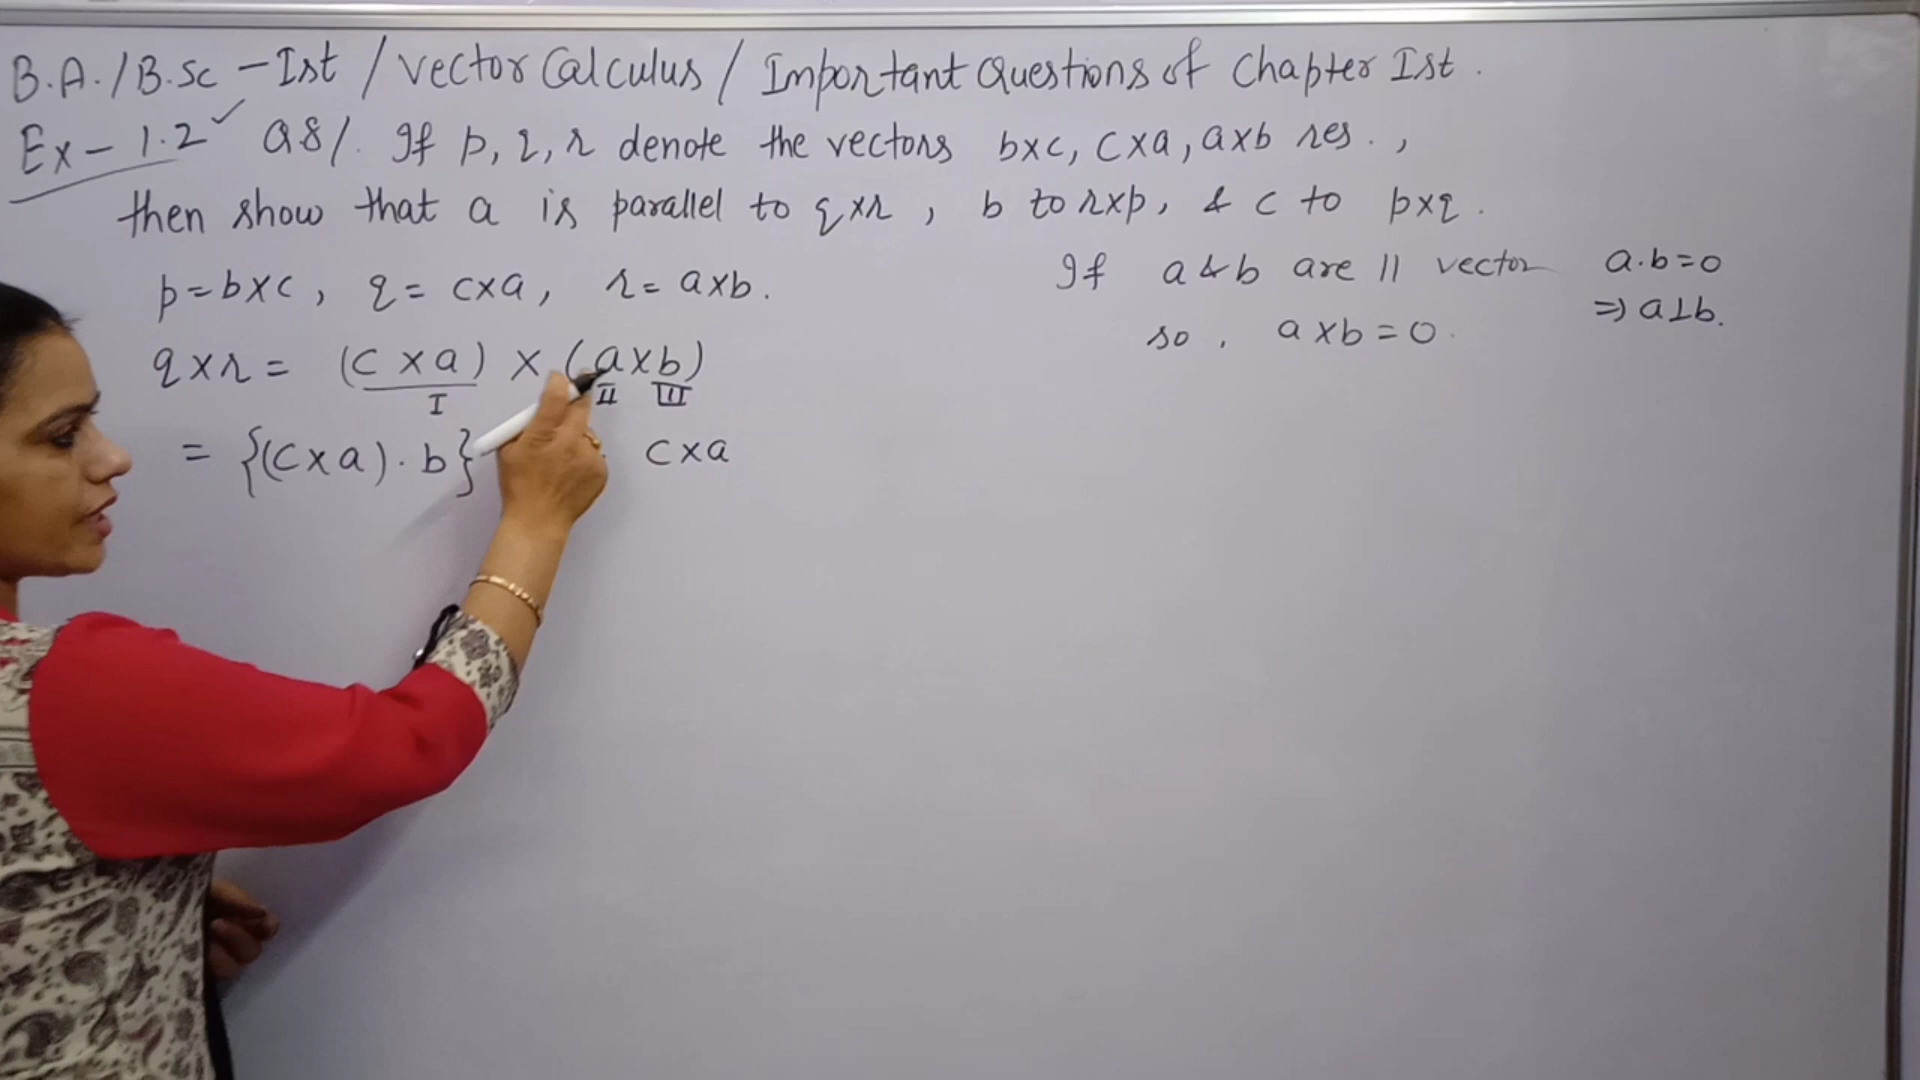 B.A./B.Sc - Ist / Vector Calculus / Important Questions of Chapter Ist.
Ex - 1.2 ✓ Q8/. If p, q, r denote the vectors b×c, c×a, a×b res.,
then show that a is parallel to q×r, b to r×p, & c to p×q.
p = b×c, q = c×a, r = a×b.
q×r = (c × a) × (a×b)
I II III
= {(c×a)·b} c×a
If a & b are || vector
so, a×b = 0.
a·b=0
⇒ a⊥b.